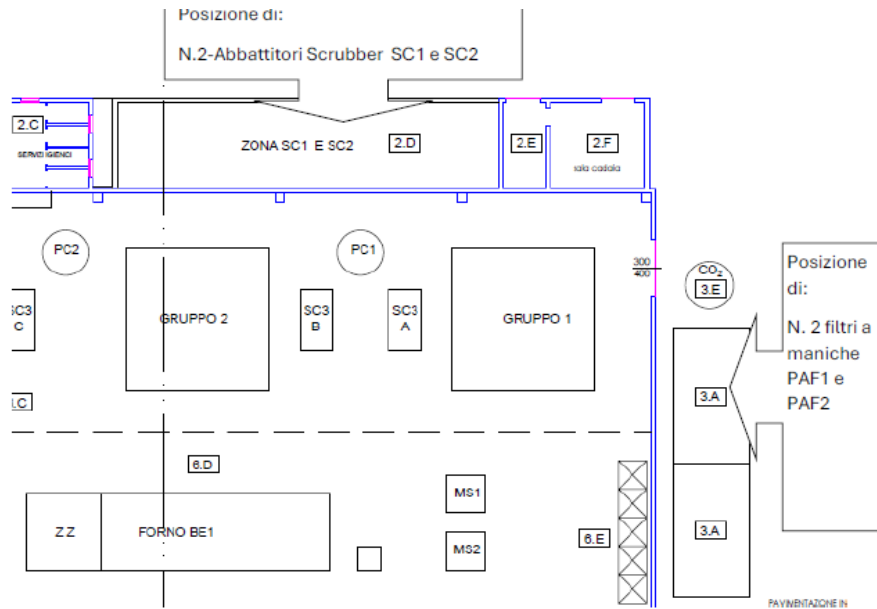 Posizione di:
N.2-Abbattitori Scrubber SC1 e SC2
2.C
SERVIZI IGIENICI
ZONA SC1 E SC2
2.D
2.E
2.F
sala caldaia
PC2
PC1
300
400
CO2
3.E
Posizione
di:
N. 2 filtri a
maniche
PAF1 e
PAF2
SC3
C
GRUPPO 2
SC3
B
SC3
A
GRUPPO 1
3.A
.C
6.D
MS1
ZZ
FORNO BE1
MS2
6.E
3.A
PAVIMENTAZIONE IN